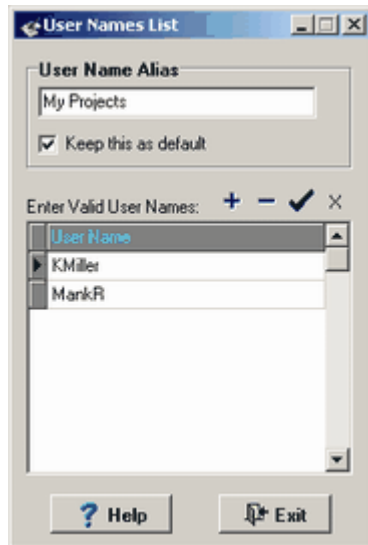 User Names List
User Name Alias
My Projects
Keep this as default
Enter Valid User Names:
User Name
KMiller
MankR
Help
Exit